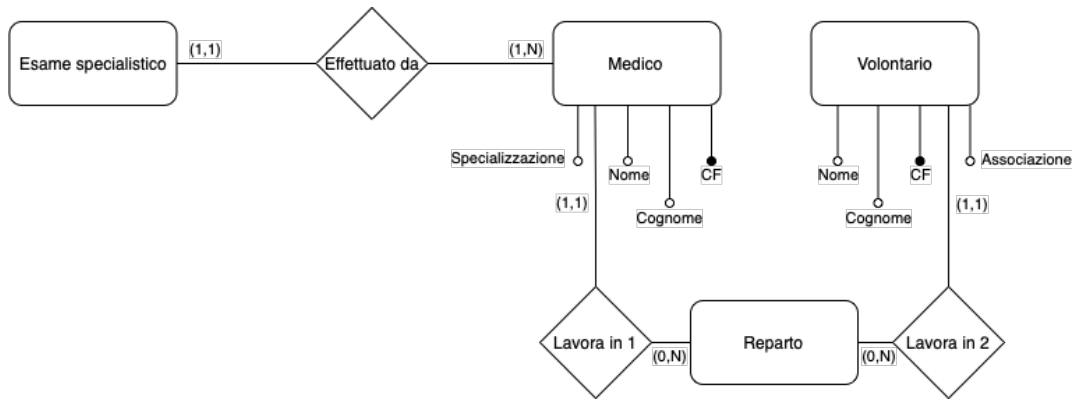 (1,1)
(1,N)
Esame specialistico
Effettuato da
Medico
Volontario
Specializzazione
Nome
CF
Nome
CF
Associazione
(1,1)
Cognome
Cognome
(1,1)
Lavora in 1
(0,N)
Reparto
(0,N)
Lavora in 2